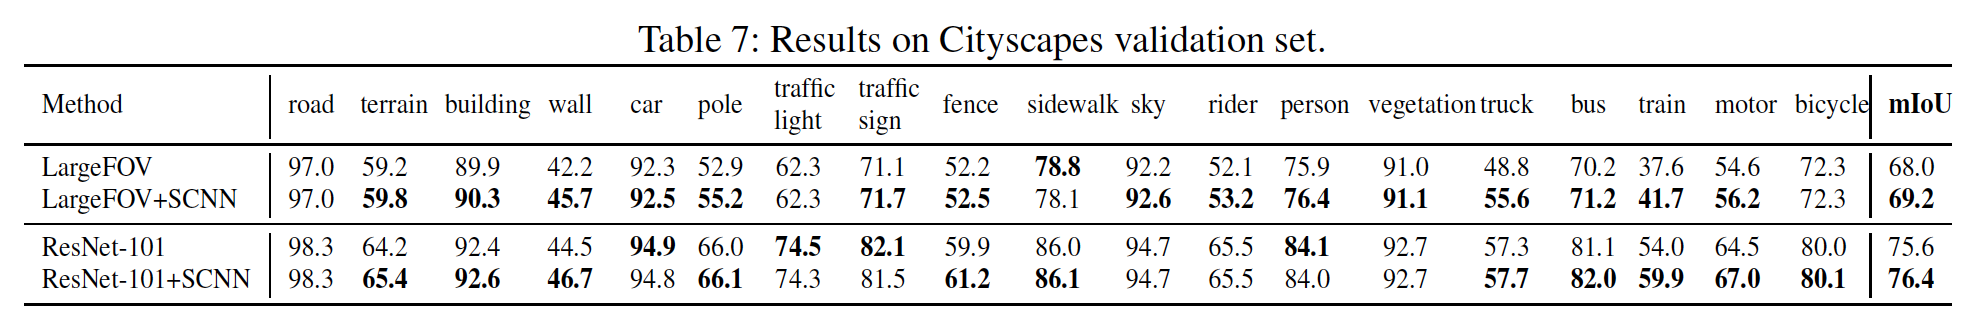 Table 7: Results on Cityscapes validation set.
Method road terrain building wall car pole traffic light traffic sign fence sidewalk sky rider person vegetation truck bus train motor bicycle mIoU
LargeFOV 97.0 59.2 89.9 42.2 92.3 52.9 62.3 71.1 52.2 78.8 92.2 52.1 75.9 91.0 48.8 70.2 37.6 54.6 72.3 68.0
LargeFOV+SCNN 97.0 59.8 90.3 45.7 92.5 55.2 62.3 71.7 52.5 78.1 92.6 53.2 76.4 91.1 55.6 71.2 41.7 56.2 72.3 69.2
ResNet-101 98.3 64.2 92.4 44.5 94.9 66.0 74.5 82.1 59.9 86.0 94.7 65.5 84.1 92.7 57.3 81.1 54.0 64.5 80.0 75.6
ResNet-101+SCNN 98.3 65.4 92.6 46.7 94.8 66.1 74.3 81.5 61.2 86.1 94.7 65.5 84.0 92.7 57.7 82.0 59.9 67.0 80.1 76.4